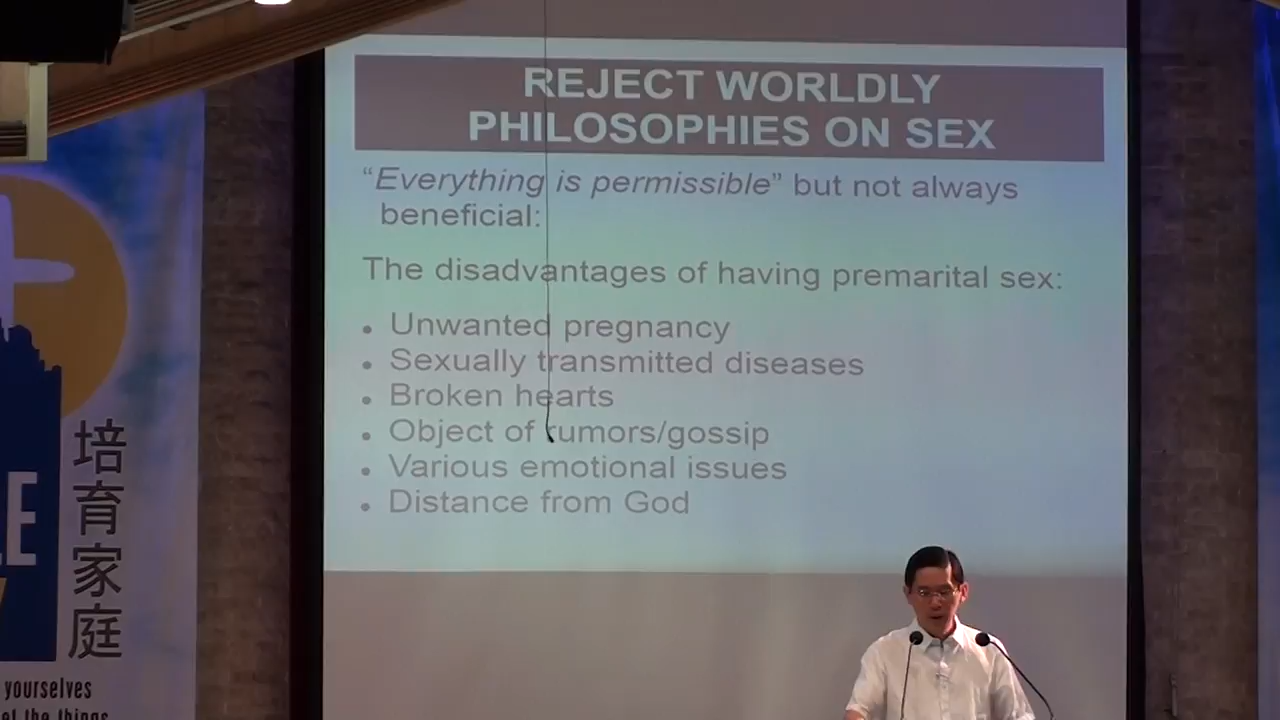 REJECT WORLDLY
PHILOSOPHIES ON SEX
“Everything is permissible” but not always
beneficial:
The disadvantages of having premarital sex:
• Unwanted pregnancy
• Sexually transmitted diseases
• Broken hearts
• Object of rumors/gossip
• Various emotional issues
• Distance from God
培育家庭
yourselves
the things